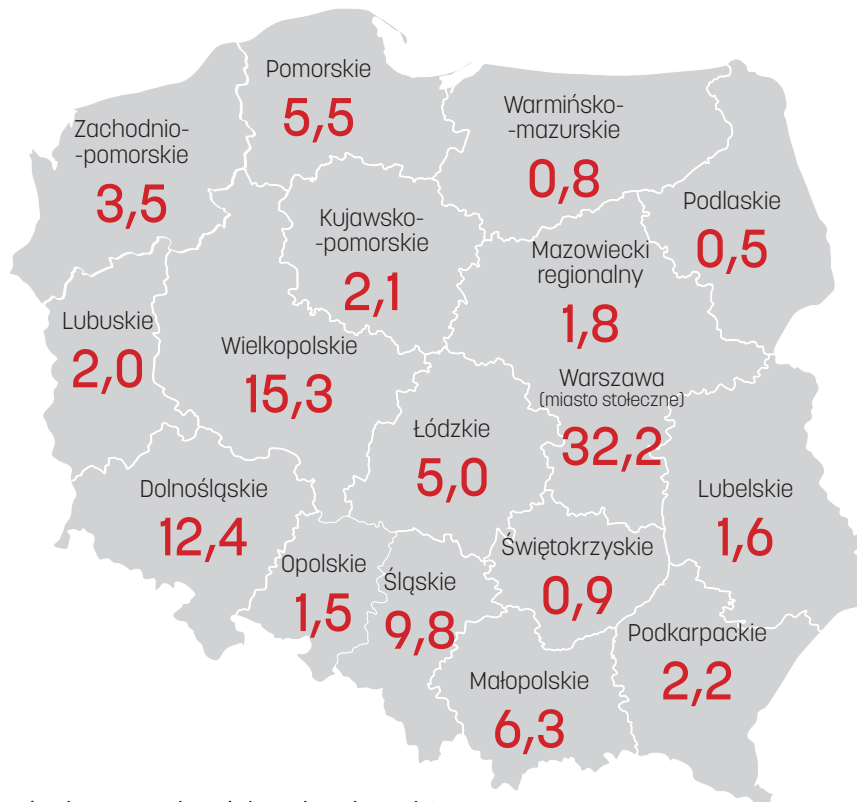 Pomorskie
5,5
Zachodnio-
-pomorskie
3,5
Warmińsko-
-mazurskie
0,8
Podlaskie
0,5
Kujawsko-
-pomorskie
2,1
Mazowiecki
regionalny
1,8
Lubuskie
2,0
Wielkopolskie
15,3
Warszawa
(miasto stołeczne)
32,2
Łódzkie
5,0
Dolnośląskie
12,4
Lubelskie
1,6
Opolskie
1,5
Śląskie
9,8
Świętokrzyskie
0,9
Podkarpackie
2,2
Małopolskie
6,3